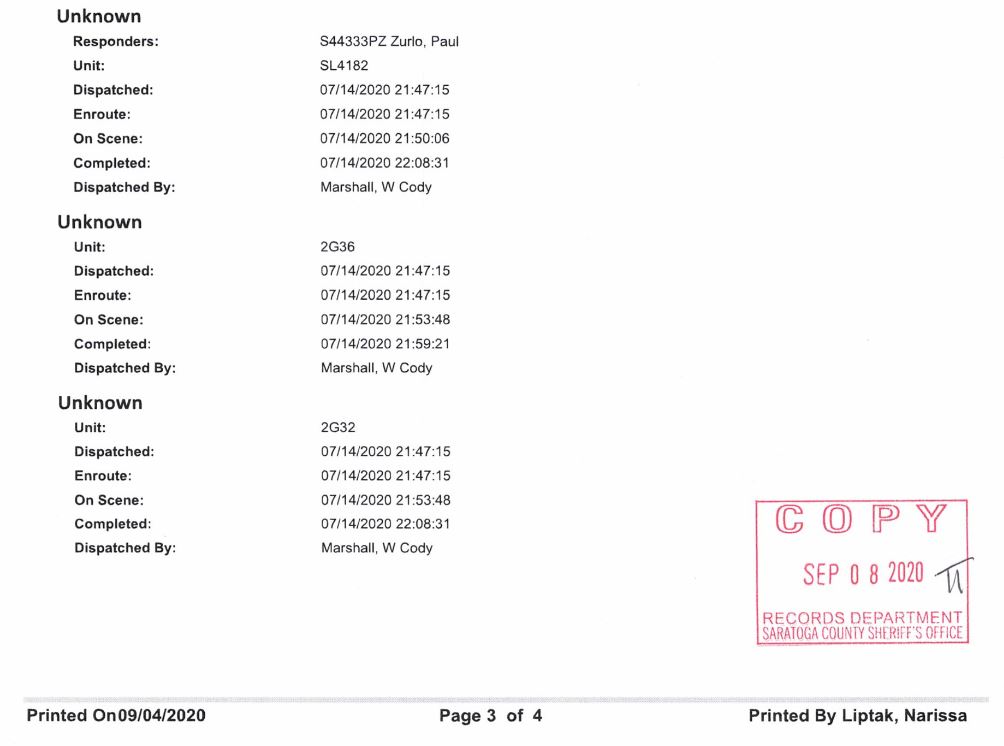 Unknown
Responders: S44333PZ Zurlo, Paul
Unit: SL4182
Dispatched: 07/14/2020 21:47:15
Enroute: 07/14/2020 21:47:15
On Scene: 07/14/2020 21:50:06
Completed: 07/14/2020 22:08:31
Dispatched By: Marshall, W Cody
Unknown
Unit: 2G36
Dispatched: 07/14/2020 21:47:15
Enroute: 07/14/2020 21:47:15
On Scene: 07/14/2020 21:53:48
Completed: 07/14/2020 21:59:21
Dispatched By: Marshall, W Cody
Unknown
Unit: 2G32
Dispatched: 07/14/2020 21:47:15
Enroute: 07/14/2020 21:47:15
On Scene: 07/14/2020 21:53:48
Completed: 07/14/2020 22:08:31
Dispatched By: Marshall, W Cody
COPY
SEP 08 2020
RECORDS DEPARTMENT
SARATOGA COUNTY SHERIFF'S OFFICE
Printed On09/04/2020 Page 3 of 4 Printed By Liptak, Narissa